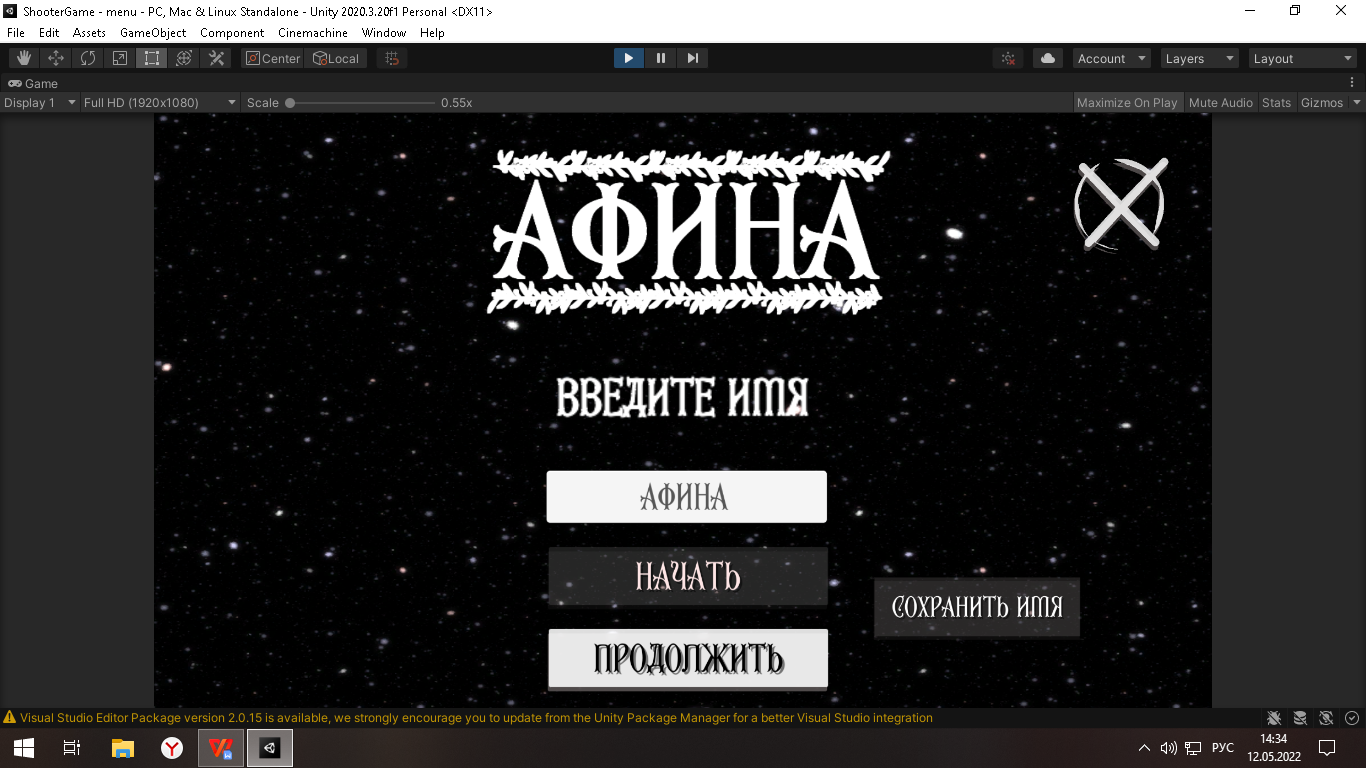 ShooterGame - menu - PC, Mac & Linux Standalone - Unity 2020.3.20f1 Personal <DX11>
File Edit Assets GameObject Component Cinemachine Window Help
Center Local Account Layers Layout
Game
Display 1 Full HD (1920x1080) Scale 0.55x Maximize On Play Mute Audio Stats Gizmos
АФИНА
ВВЕДИТЕ ИМЯ
АФИНА
НАЧАТЬ
СОХРАНИТЬ ИМЯ
ПРОДОЛЖИТЬ
Visual Studio Editor Package version 2.0.15 is available, we strongly encourage you to update from the Unity Package Manager for a better Visual Studio integration
РУС 14:34
12.05.2022